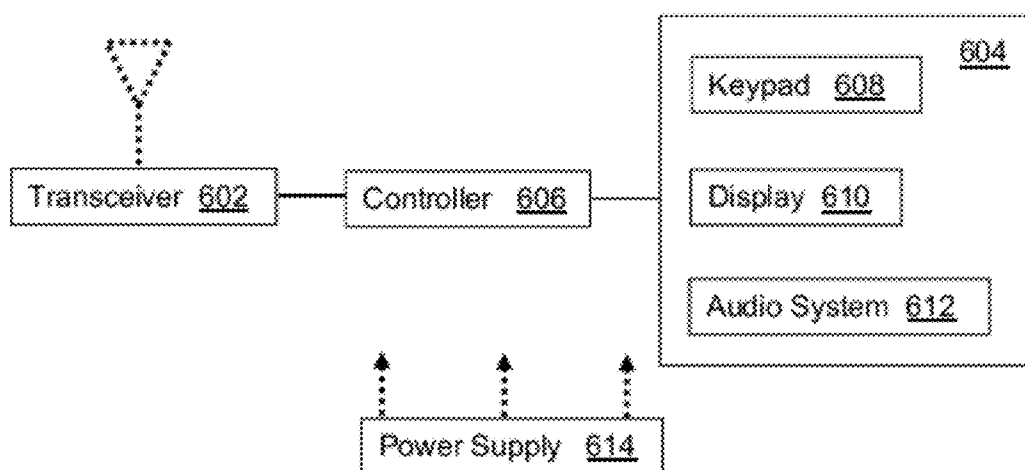 604
Keypad 608
Transceiver 602
Controller 606
Display 610
Audio System 612
Power Supply 614